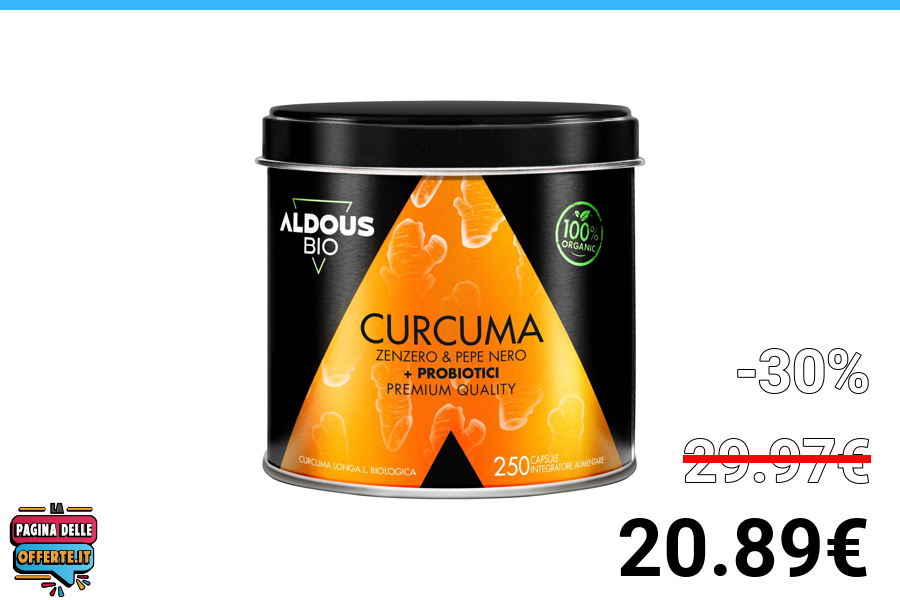 ALDOUS
BIO
100%
ORGANIC
CURCUMA
ZENZERO & PEPE NERO
+ PROBIOTICI
PREMIUM QUALITY
CURCUMA LONGA L. BIOLOGICA
250 CAPSULE
INTEGRATORE ALIMENTARE
-30%
29.97€
20.89€
LA
PAGINA DELLE
OFFERTE.IT